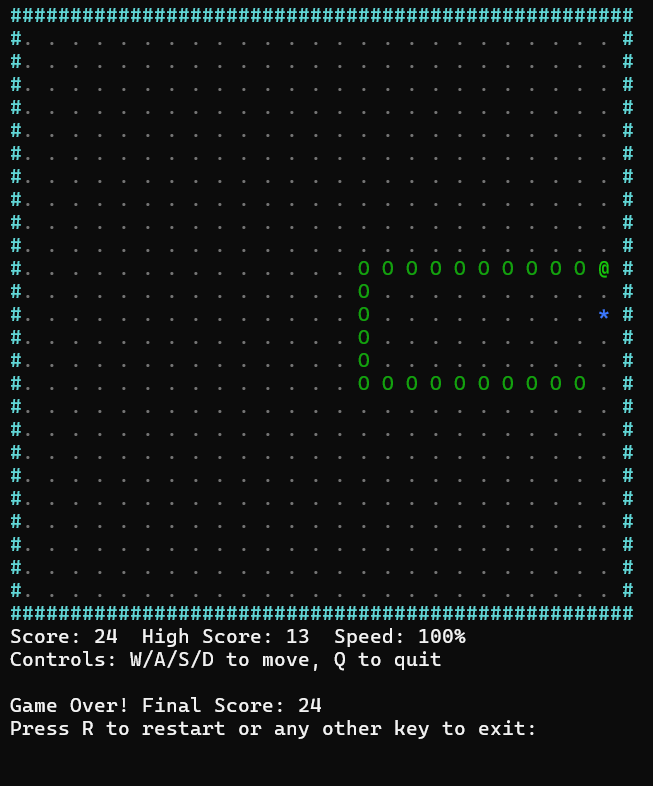 ####################################################
#. . . . . . . . . . . . . . . . . . . . . . . . . #
#. . . . . . . . . . . . . . . . . . . . . . . . . #
#. . . . . . . . . . . . . . . . . . . . . . . . . #
#. . . . . . . . . . . . . . . . . . . . . . . . . #
#. . . . . . . . . . . . . . . . . . . . . . . . . #
#. . . . . . . . . . . . . . . . . . . . . . . . . #
#. . . . . . . . . . . . . . . . . . . . . . . . . #
#. . . . . . . . . . . . . . . . . . . . . . . . . #
#. . . . . . . . . . . . . . . . . . . . . . . . . #
#. . . . . . . . . . . . . . . . . . . . . . . . . #
#. . . . . . . . . . . . . . O O O O O O O O O O @ #
#. . . . . . . . . . . . . . O . . . . . . . . . . #
#. . . . . . . . . . . . . . O . . . . . . . . . * #
#. . . . . . . . . . . . . . O . . . . . . . . . . #
#. . . . . . . . . . . . . . O . . . . . . . . . . #
#. . . . . . . . . . . . . . O O O O O O O O O O . #
#. . . . . . . . . . . . . . . . . . . . . . . . . #
#. . . . . . . . . . . . . . . . . . . . . . . . . #
#. . . . . . . . . . . . . . . . . . . . . . . . . #
#. . . . . . . . . . . . . . . . . . . . . . . . . #
#. . . . . . . . . . . . . . . . . . . . . . . . . #
#. . . . . . . . . . . . . . . . . . . . . . . . . #
#. . . . . . . . . . . . . . . . . . . . . . . . . #
#. . . . . . . . . . . . . . . . . . . . . . . . . #
#. . . . . . . . . . . . . . . . . . . . . . . . . #
####################################################
Score: 24  High Score: 13  Speed: 100%
Controls: W/A/S/D to move, Q to quit

Game Over! Final Score: 24
Press R to restart or any other key to exit: